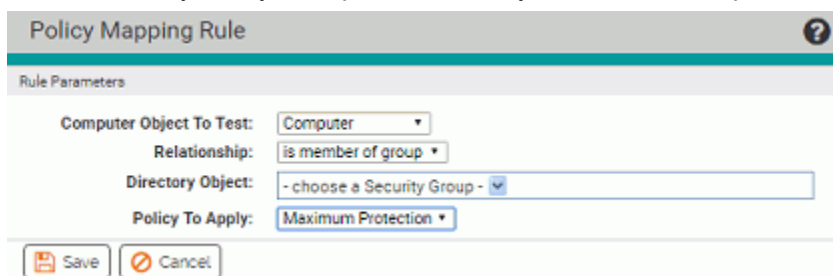 Policy Mapping Rule
Rule Parameters
Computer Object To Test: Computer
Relationship: is member of group
Directory Object: - choose a Security Group -
Policy To Apply: Maximum Protection
Save Cancel